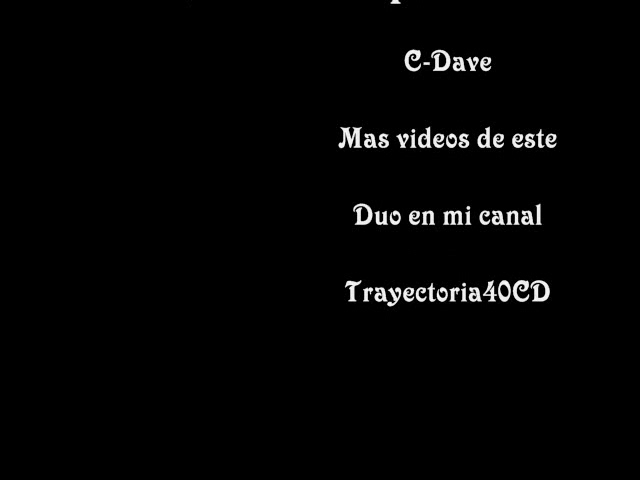 C-Dave
Mas videos de este
Duo en mi canal
Trayectoria40CD